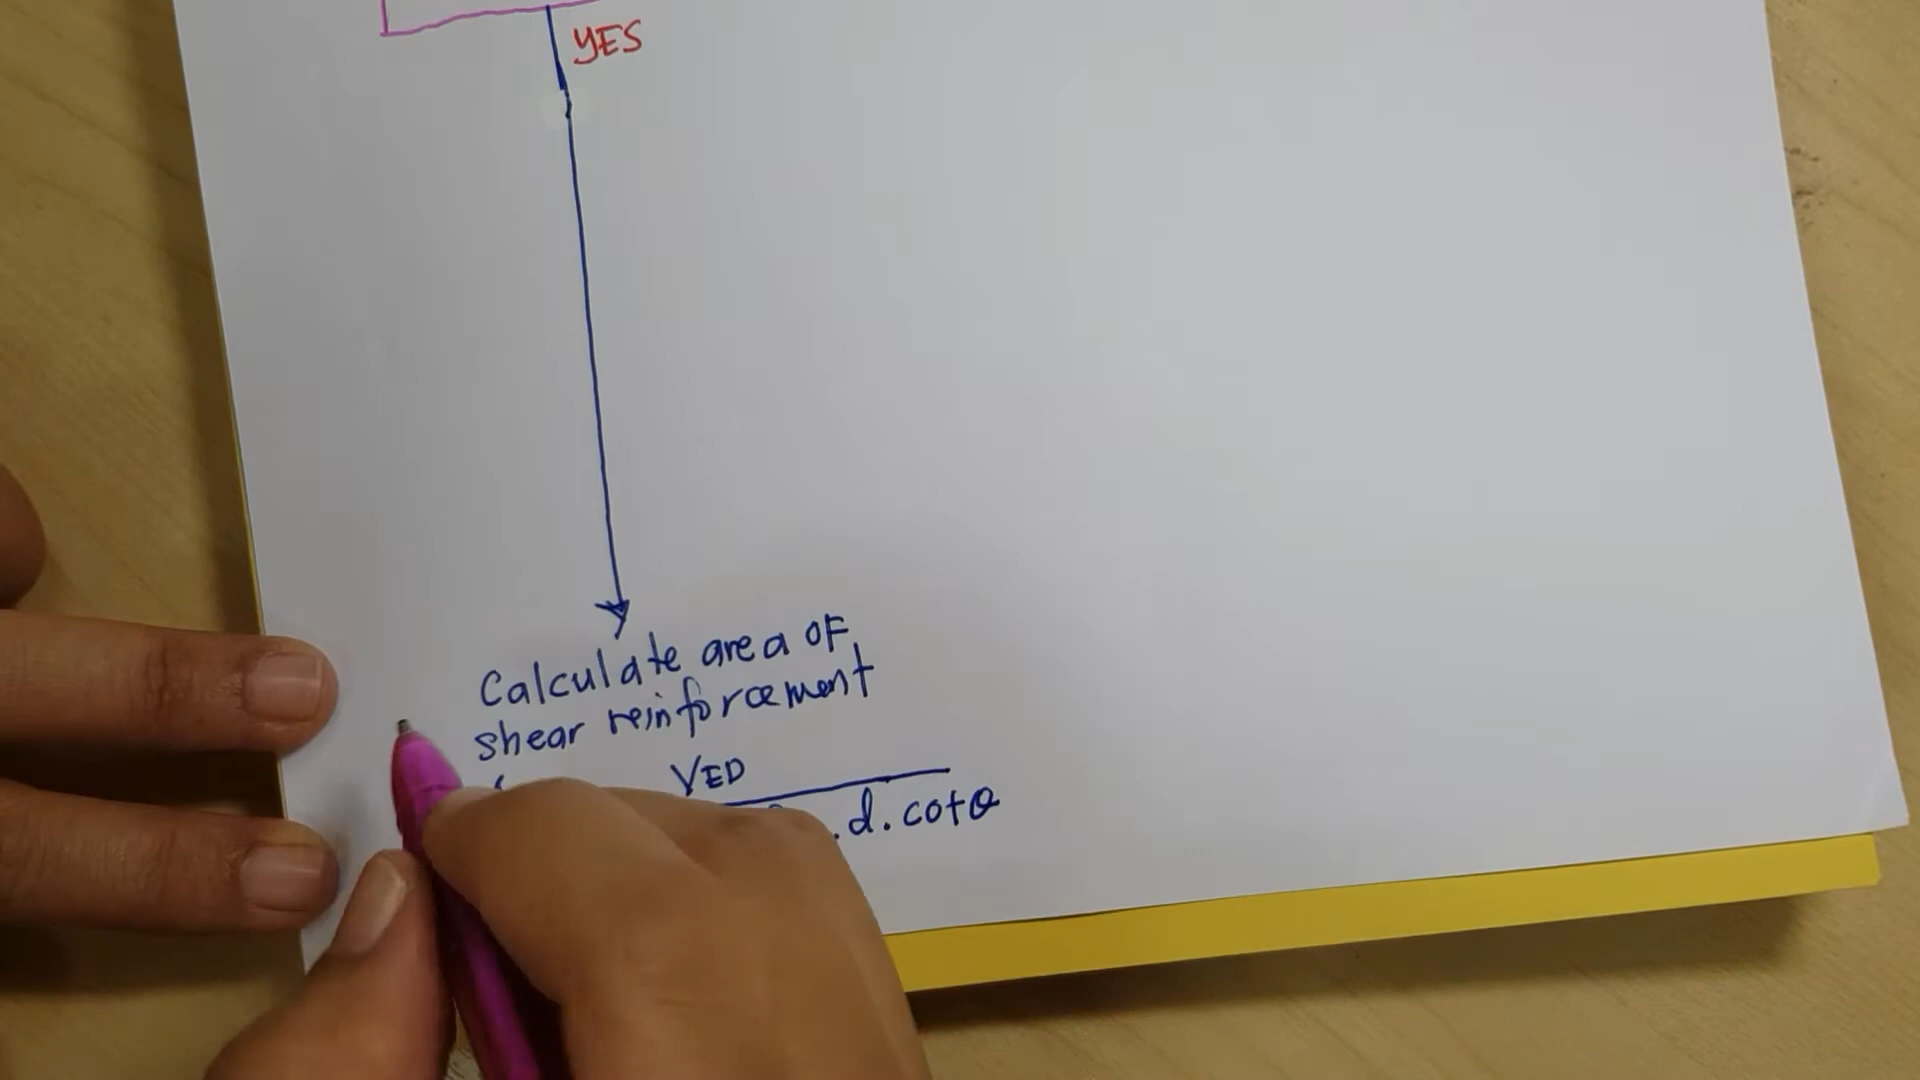 YES
Calculate area OF
shear reinforcement
VED
.d.cotθ